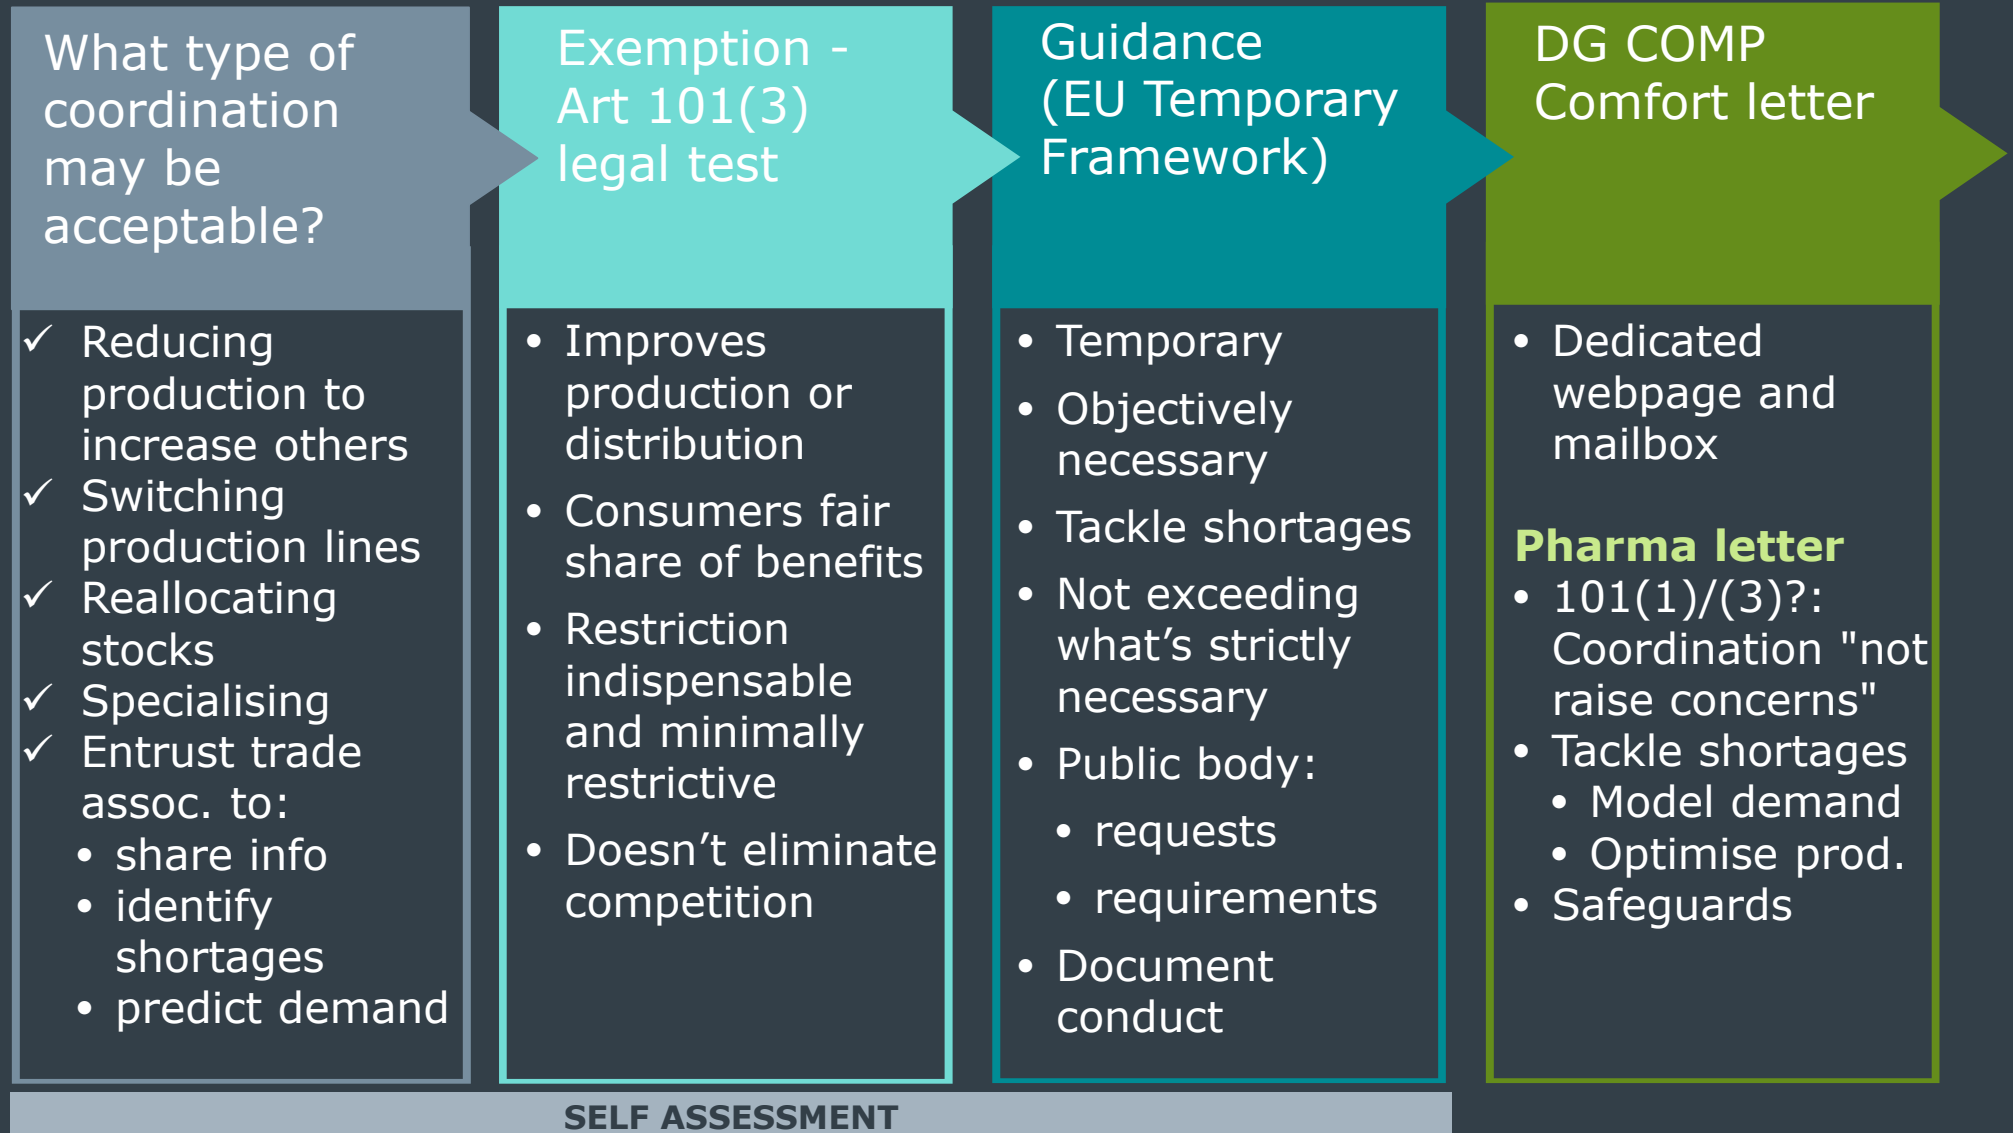 What type of
coordination
may be
acceptable?
✓ Reducing
production to
increase others
✓ Switching
production lines
✓ Reallocating
stocks
✓ Specialising
✓ Entrust trade
assoc. to:
• share info
• identify
shortages
• predict demand
Exemption -
Art 101(3)
legal test
• Improves
production or
distribution
• Consumers fair
share of benefits
• Restriction
indispensable
and minimally
restrictive
• Doesn’t eliminate
competition
Guidance
(EU Temporary
Framework)
• Temporary
• Objectively
necessary
• Tackle shortages
• Not exceeding
what’s strictly
necessary
• Public body:
• requests
• requirements
• Document
conduct
DG COMP
Comfort letter
• Dedicated
webpage and
mailbox
Pharma letter
• 101(1)/(3)?:
Coordination "not
raise concerns"
• Tackle shortages
• Model demand
• Optimise prod.
• Safeguards
SELF ASSESSMENT